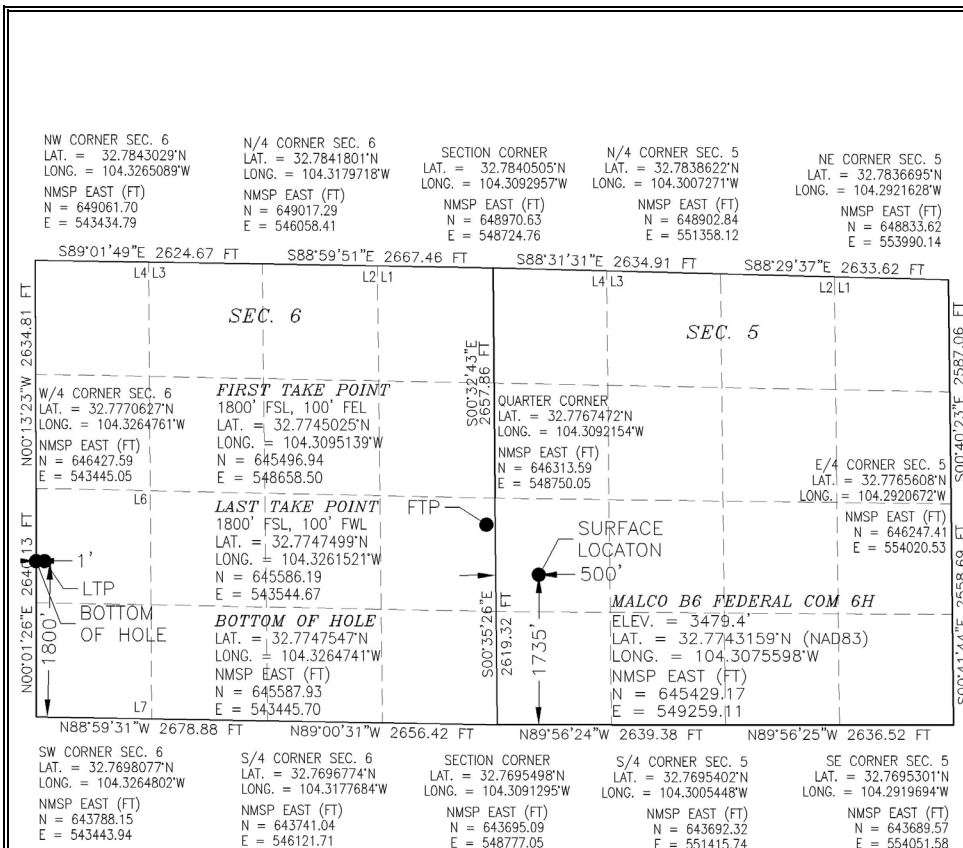 NW CORNER SEC. 6
LAT. = 32.7843029°N
LONG. = 104.3265089°W
NMSP EAST (FT)
N = 649061.70
E = 543434.79
N/4 CORNER SEC. 6
LAT. = 32.7841801°N
LONG. = 104.3179718°W
NMSP EAST (FT)
N = 649017.29
E = 546058.41
SECTION CORNER
LAT. = 32.7840505°N
LONG. = 104.3092957°W
NMSP EAST (FT)
N = 648970.63
E = 548724.76
N/4 CORNER SEC. 5
LAT. = 32.7838622°N
LONG. = 104.3007271°W
NMSP EAST (FT)
N = 648902.84
E = 551358.12
NE CORNER SEC. 5
LAT. = 32.7836695°N
LONG. = 104.2921628°W
NMSP EAST (FT)
N = 648833.62
E = 553990.14
S89°01'49"E 2624.67 FT
S88°59'51"E 2667.46 FT
S88°31'31"E 2634.91 FT
S88°29'37"E 2633.62 FT
L4 L3
L2 L1
L4 L3
L2 L1
SEC. 6
SEC. 5
N00°13'23"W 2634.81 FT
S00°32'43"E
2657.86 FT
S00°40'23"E 2587.06 FT
W/4 CORNER SEC. 6
LAT. = 32.7770627°N
LONG. = 104.3264761°W
NMSP EAST (FT)
N = 646427.59
E = 543445.05
FIRST TAKE POINT
1800' FSL, 100' FEL
LAT. = 32.7745025°N
LONG. = 104.3095139°W
N = 645496.94
E = 548658.50
QUARTER CORNER
LAT. = 32.7767472°N
LONG. = 104.3092154°W
NMSP EAST (FT)
N = 646313.59
E = 548750.05
E/4 CORNER SEC. 5
LAT. = 32.7765608°N
LONG. = 104.2920672°W
NMSP EAST (FT)
N = 646247.41
E = 554020.53
L6
LAST TAKE POINT
1800' FSL, 100' FWL
LAT. = 32.7747499°N
LONG. = 104.3261521°W
N = 645586.19
E = 543544.67
FTP
SURFACE
LOCATON
500'
1'
LTP
BOTTOM
OF HOLE
1800'
BOTTOM OF HOLE
LAT. = 32.7747547°N
LONG. = 104.3264741°W
NMSP EAST (FT)
N = 645587.93
E = 543445.70
S00°35'26"E
2619.32 FT
1735'
MALCO B6 FEDERAL COM 6H
ELEV. = 3479.4'
LAT. = 32.7743159°N (NAD83)
LONG. = 104.3075598°W
NMSP EAST (FT)
N = 645429.17
E = 549259.11
S00°41'44"E 2558.69 FT
N00°01'26"E
FT
L7
N88°59'31"W 2678.88 FT
N89°00'31"W 2656.42 FT
N89°56'24"W 2639.38 FT
N89°56'25"W 2636.52 FT
SW CORNER SEC. 6
LAT. = 32.7698077°N
LONG. = 104.3264802°W
NMSP EAST (FT)
N = 643788.15
E = 543443.94
S/4 CORNER SEC. 6
LAT. = 32.7696774°N
LONG. = 104.3177684°W
NMSP EAST (FT)
N = 643741.04
E = 546121.71
SECTION CORNER
LAT. = 32.7695498°N
LONG. = 104.3091295°W
NMSP EAST (FT)
N = 643695.09
E = 548777.05
S/4 CORNER SEC. 5
LAT. = 32.7695402°N
LONG. = 104.3005448°W
NMSP EAST (FT)
N = 643692.32
E = 551415.74
SE CORNER SEC. 5
LAT. = 32.7695301°N
LONG. = 104.2919694°W
NMSP EAST (FT)
N = 643689.57
E = 554051.58